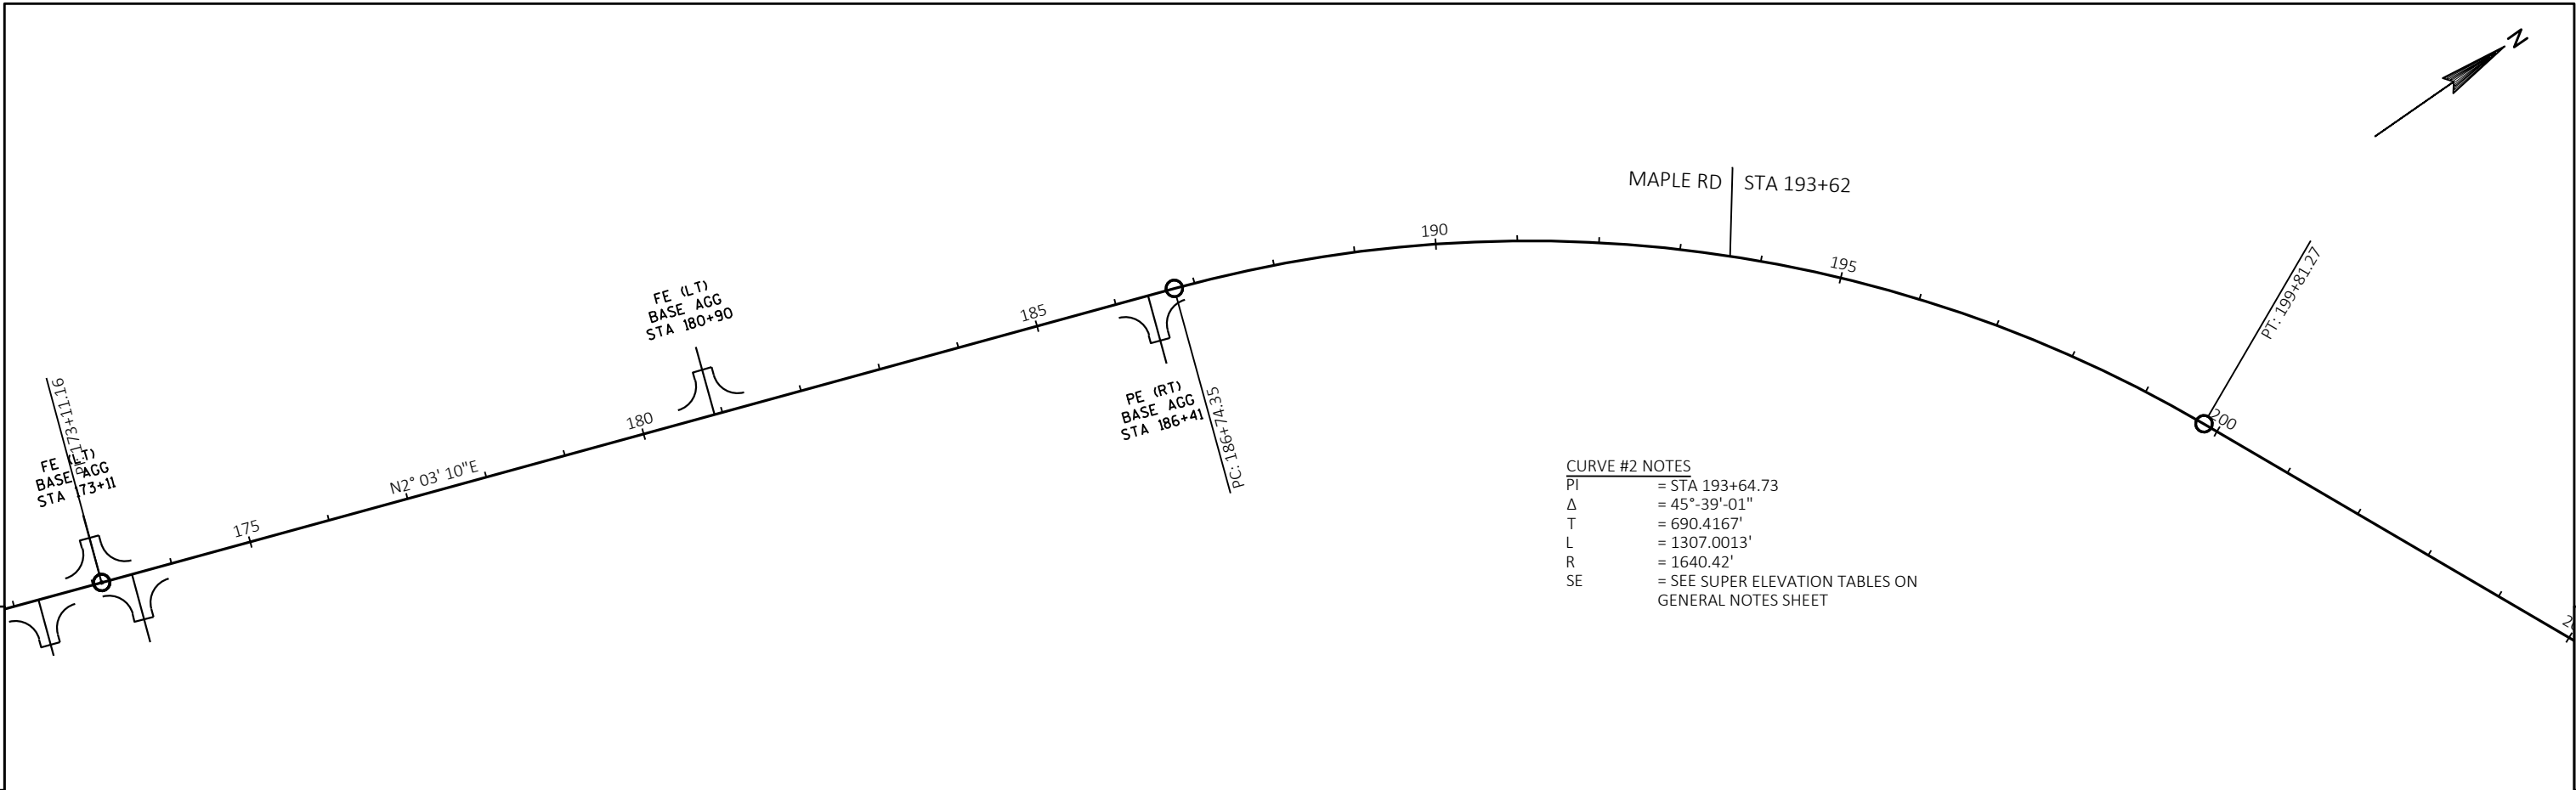 N
MAPLE RD
STA 193+62
190
195
PT: 199+81.27
200
FE (LT)
BASE AGG
STA 180+90
185
180
PE (RT)
BASE AGG
STA 186+41
PC: 186+74.35
173+11.16
FE (LT)
BASE AGG
STA 173+11
N2° 03' 10"E
175
CURVE #2 NOTES
PI = STA 193+64.73
Δ = 45°-39'-01"
T = 690.4167'
L = 1307.0013'
R = 1640.42'
SE = SEE SUPER ELEVATION TABLES ON
GENERAL NOTES SHEET